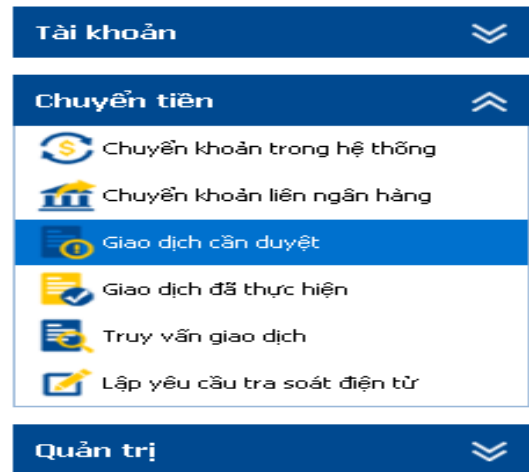 Tài khoản
Chuyển tiền
Chuyển khoản trong hệ thống
Chuyển khoản liên ngân hàng
Giao dịch cần duyệt
Giao dịch đã thực hiện
Truy vấn giao dịch
Lập yêu cầu tra soát điện tử
Quản trị